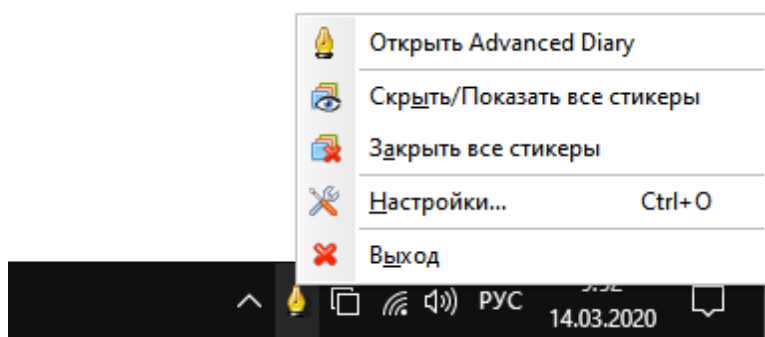 Открыть Advanced Diary
Скрыть/Показать все стикеры
Закрыть все стикеры
Настройки... Ctrl+O
Выход
РУС
14.03.2020